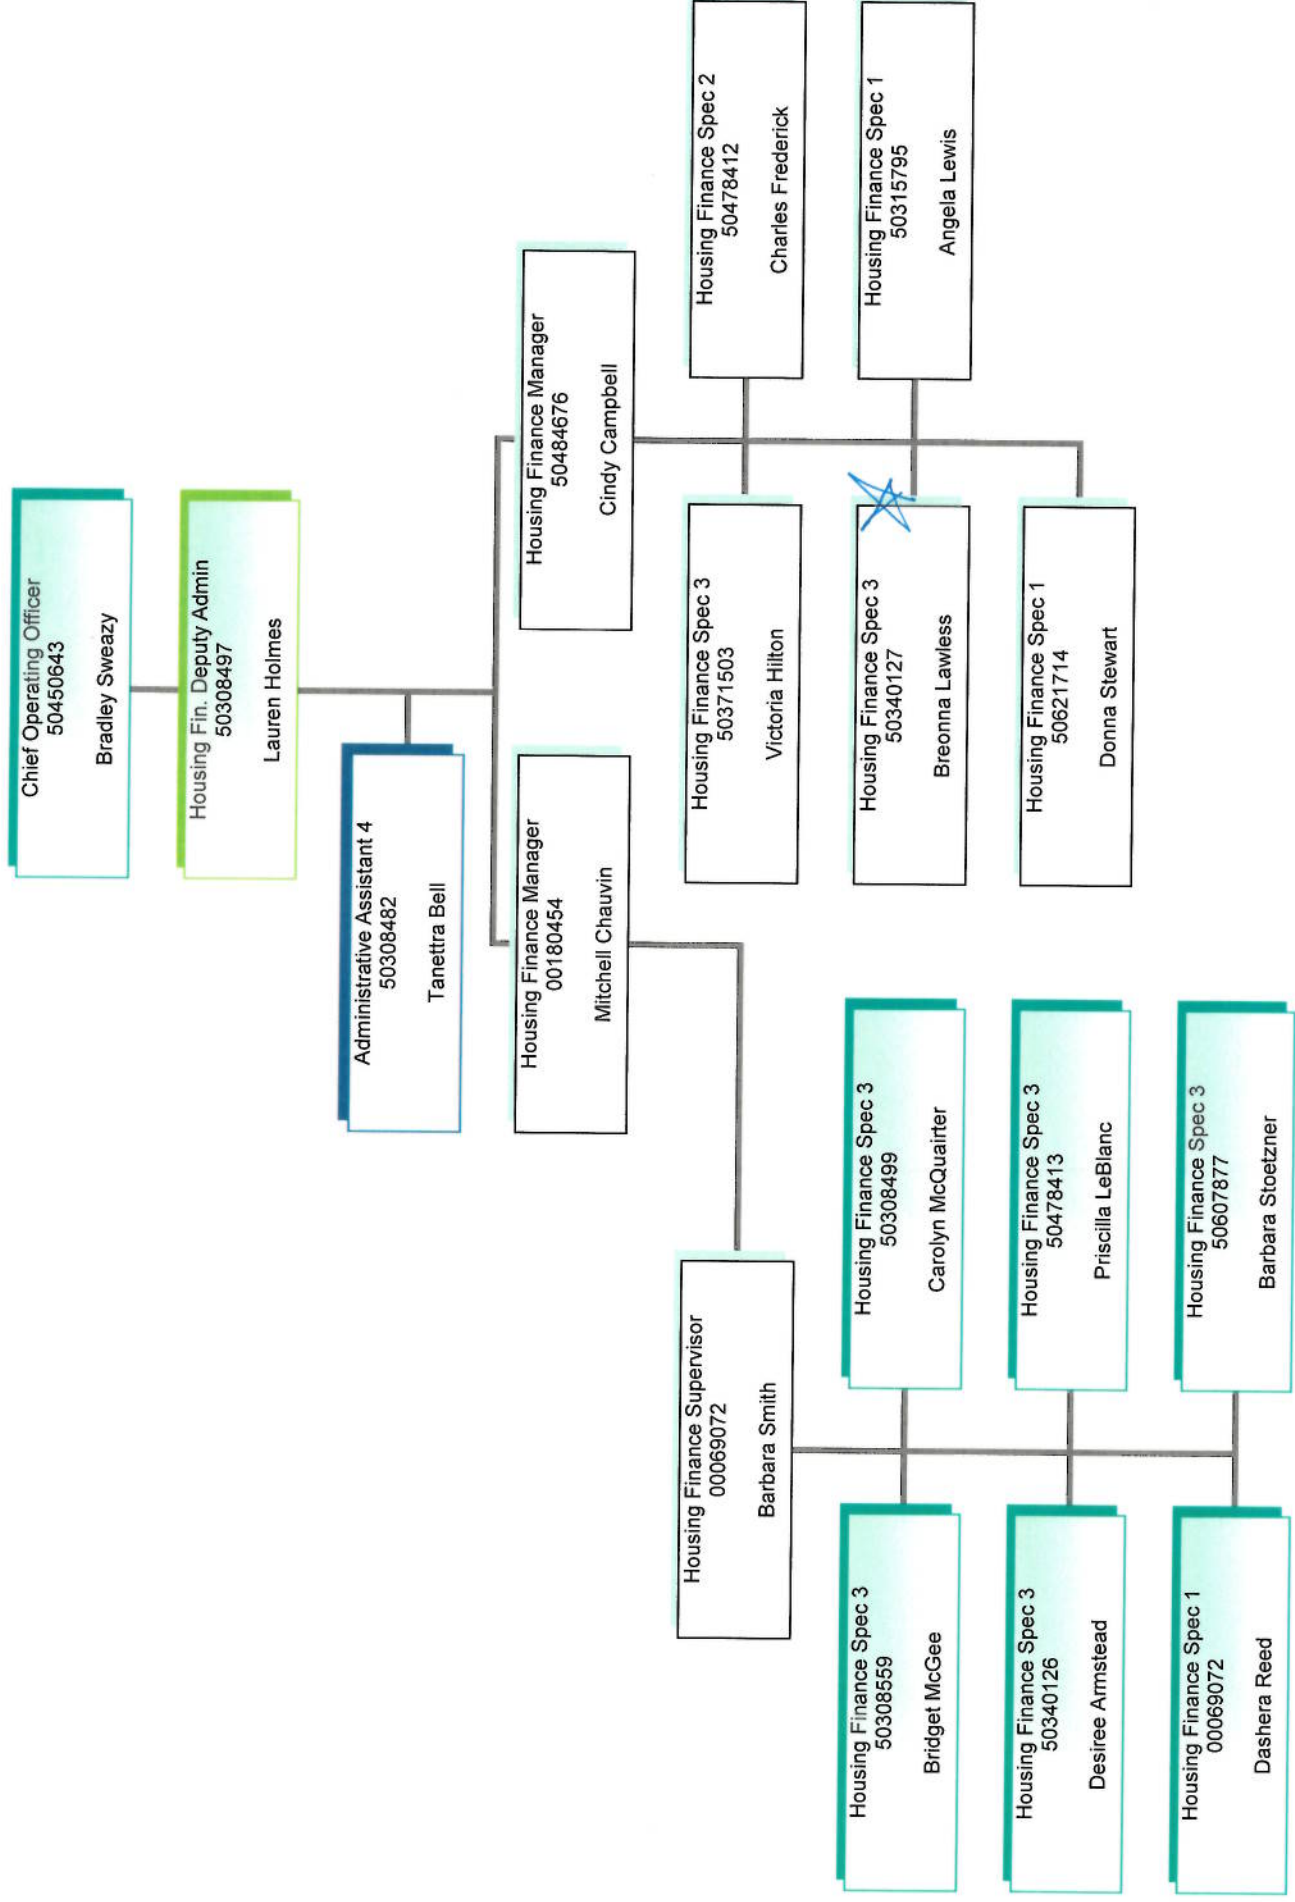 Chief Operating Officer
50450643
Bradley Sweazy
Housing Fin. Deputy Admin
50308497
Lauren Holmes
Administrative Assistant 4
50308482
Tanettra Bell
Housing Finance Manager
00180454
Mitchell Chauvin
Housing Finance Manager
50484676
Cindy Campbell
Housing Finance Supervisor
00069072
Barbara Smith
Housing Finance Spec 3
50371503
Victoria Hilton
Housing Finance Spec 2
50478412
Charles Frederick
Housing Finance Spec 3
50308559
Bridget McGee
Housing Finance Spec 3
50308499
Carolyn McQuairter
Housing Finance Spec 3
50340127
Breonna Lawless
Housing Finance Spec 1
50315795
Angela Lewis
Housing Finance Spec 3
50340126
Desiree Armstead
Housing Finance Spec 3
50478413
Priscilla LeBlanc
Housing Finance Spec 1
50621714
Donna Stewart
Housing Finance Spec 1
00069072
Dashera Reed
Housing Finance Spec 3
50607877
Barbara Stoetzner